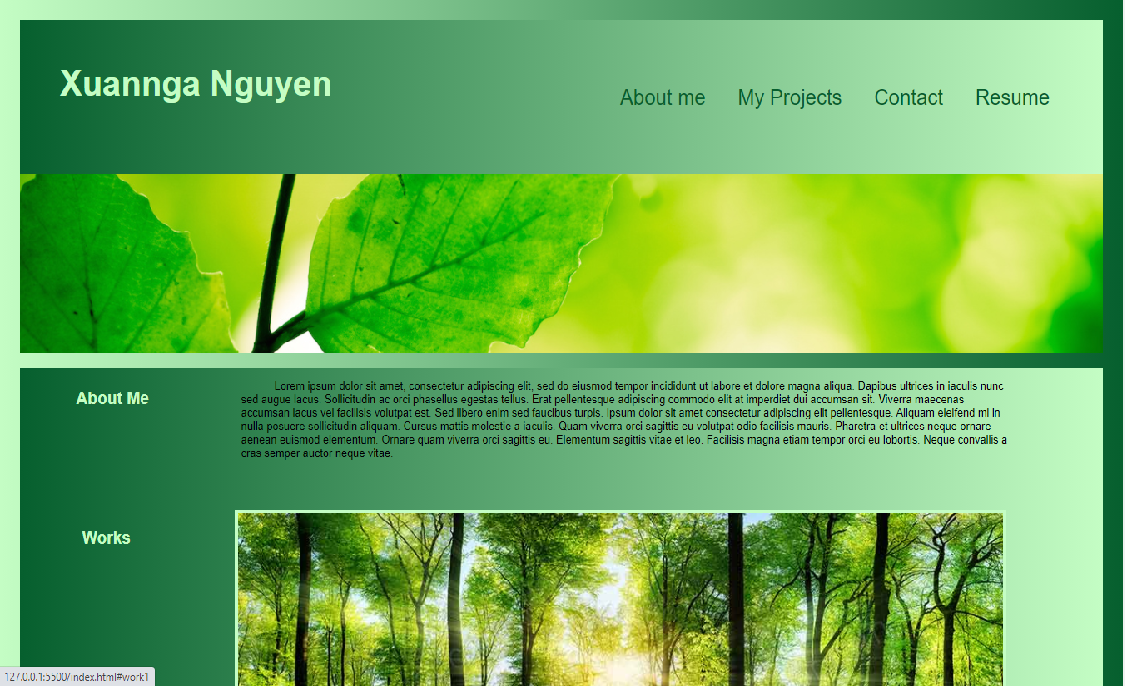 Xuannga Nguyen
About me My Projects Contact Resume
About Me
Lorem ipsum dolor sit amet, consectetur adipiscing elit, sed do eiusmod tempor incididunt ut labore et dolore magna aliqua. Dapibus ultrices in iaculis nunc
sed augue lacus. Sollicitudin ac orci phasellus egestas tellus. Erat pellentesque adipiscing commodo elit at imperdiet dui accumsan sit. Viverra maecenas
accumsan lacus vel facilisis volutpat est. Sed libero enim sed faucibus turpis. Ipsum dolor sit amet consectetur adipiscing elit pellentesque. Aliquam eleifend mi in
nulla posuere sollicitudin aliquam. Cursus mattis molestie a iaculis. Quam viverra orci sagittis eu volutpat odio facilisis mauris. Pharetra et ultrices neque ornare
aenean euismod elementum. Ornare quam viverra orci sagittis eu. Elementum sagittis vitae et leo. Facilisis magna etiam tempor orci eu lobortis. Neque convallis a
cras semper auctor neque vitae.
Works
127.0.0.1:5500/index.html#work1